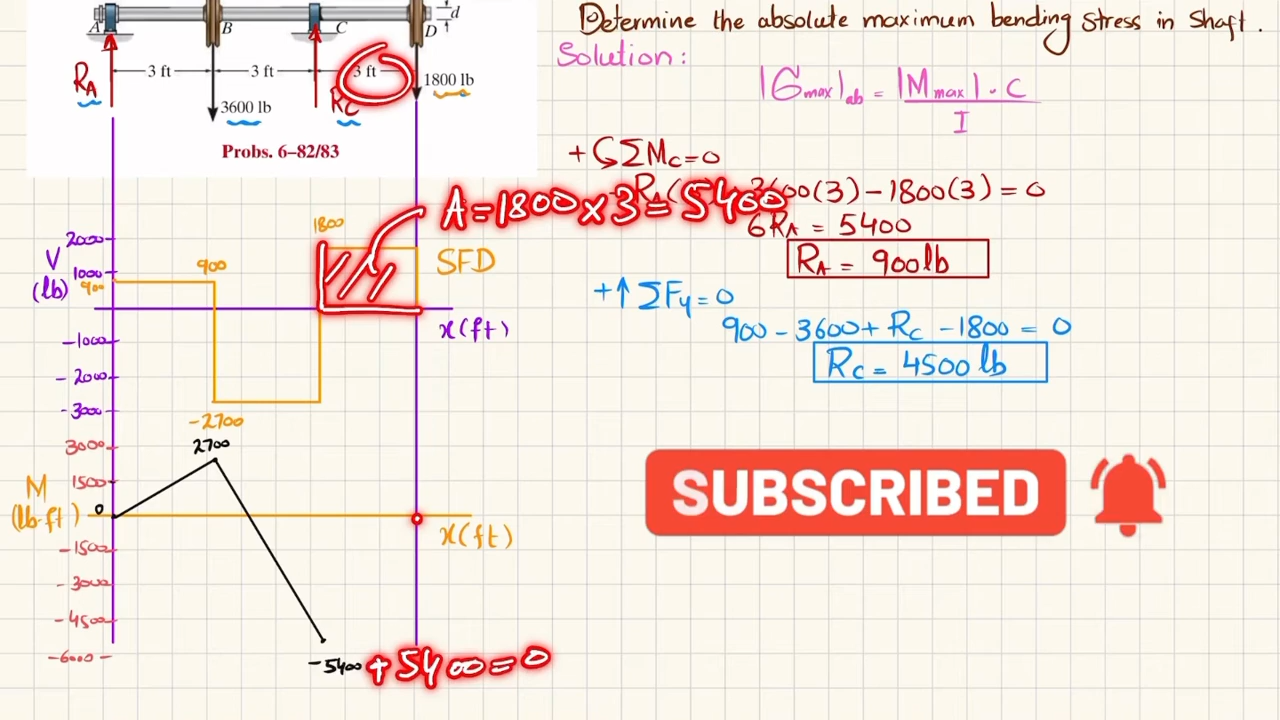 Determine the absolute maximum bending stress in Shaft.
Solution:
|σmax|ab = |Mmax| · C
I
A
B
C
D
d
3 ft
3 ft
3 ft
RA
3600 lb
RC
1800 lb
Probs. 6–82/83
+ ΣMC=0
3600(3) – 1800(3) = 0
A = 1800 × 3 = 5400
6RA = 5400
RA = 900 lb
+↑ ΣFy = 0
900 – 3600 + RC – 1800 = 0
RC = 4500 lb
V
(lb)
2000
1000
900
-1000
-2000
-3000
900
1800
-2700
SFD
x(ft)
M
(lb·ft)
3000
1500
0
-1500
-3000
-4500
-6000
2700
x(ft)
-5400 + 5400 = 0
SUBSCRIBED